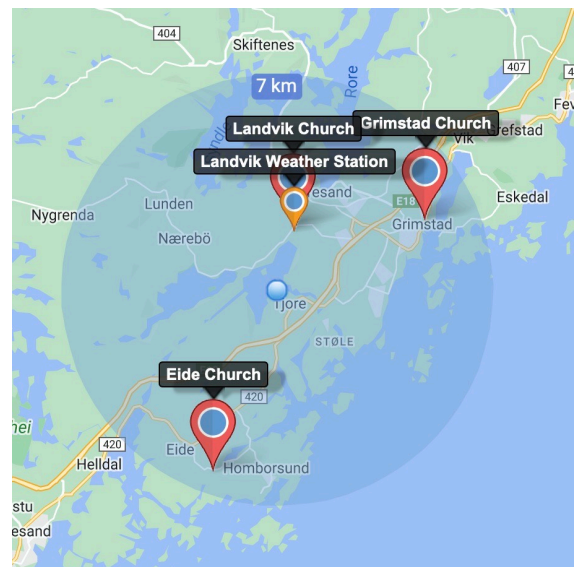 404
Skiftenes
407
7 km
Rore
Landvik Church
Grimstad Church
Vik
Landvik Weather Station
esand
E18
Eskedal
Lunden
Nygrenda
Grimstad
Nærebö
Tjore
STØLE
Eide Church
420
420
Eide
Helldal
Homborsund